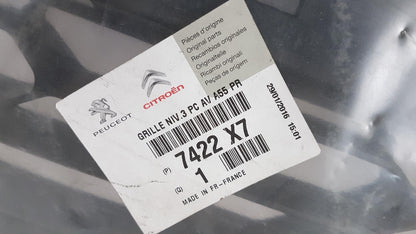 Pièces d'origine
Original parts
Recambios originales
Originalteile
Ricambi originali
Peças de origem
PEUGEOT
CITROËN
GRILLE NIV.3 PC AV A55 PR
(P) 7422 X7
(Q) 1
MADE IN FR-FRANCE
29/01/2016 15:01